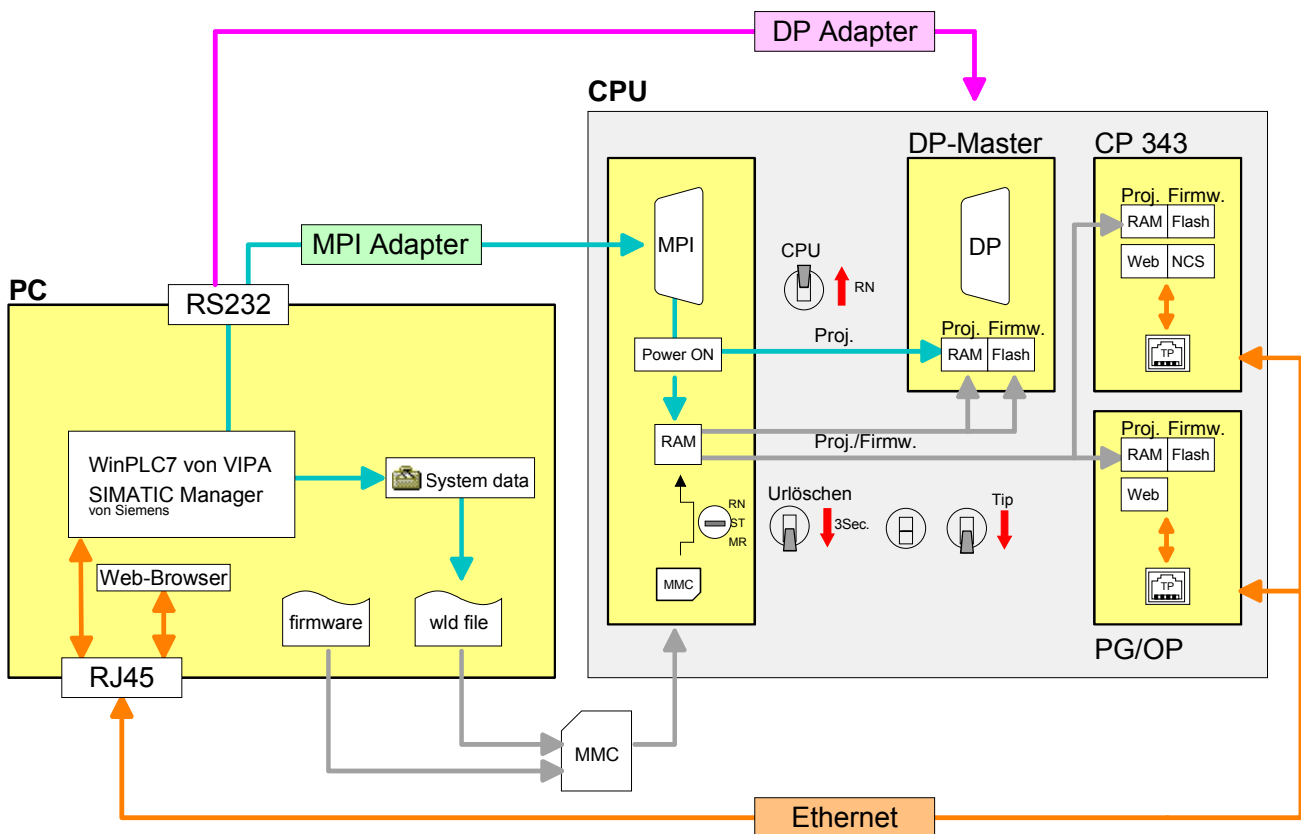 DP Adapter
CPU
DP-Master
CP 343
MPI Adapter
MPI
CPU
RN
DP
Proj. Firmw.
RAM
Flash
Web
NCS
TP
PC
RS232
Power ON
Proj.
Proj. Firmw.
RAM
Flash
WinPLC7 von VIPA
SIMATIC Manager
von Siemens
System data
RAM
Proj./Firmw.
Proj. Firmw.
RAM
Flash
Web
TP
RN
ST
MR
Urlöschen
3Sec.
Tip
MMC
Web-Browser
firmware
wld file
RJ45
PG/OP
MMC
Ethernet